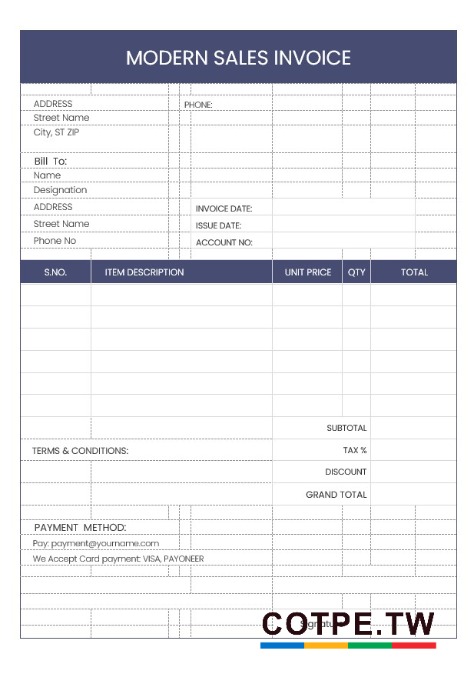 MODERN SALES INVOICE
ADDRESS PHONE:
Street Name
City, ST ZIP
Bill To:
Name
Designation
ADDRESS INVOICE DATE:
Street Name ISSUE DATE:
Phone No ACCOUNT NO:
S.NO. ITEM DESCRIPTION UNIT PRICE QTY TOTAL
SUBTOTAL
TERMS & CONDITIONS: TAX %
DISCOUNT
GRAND TOTAL
PAYMENT METHOD:
Pay: payment@yourname.com
We Accept Card payment: VISA, PAYONEER
COTPE.TW